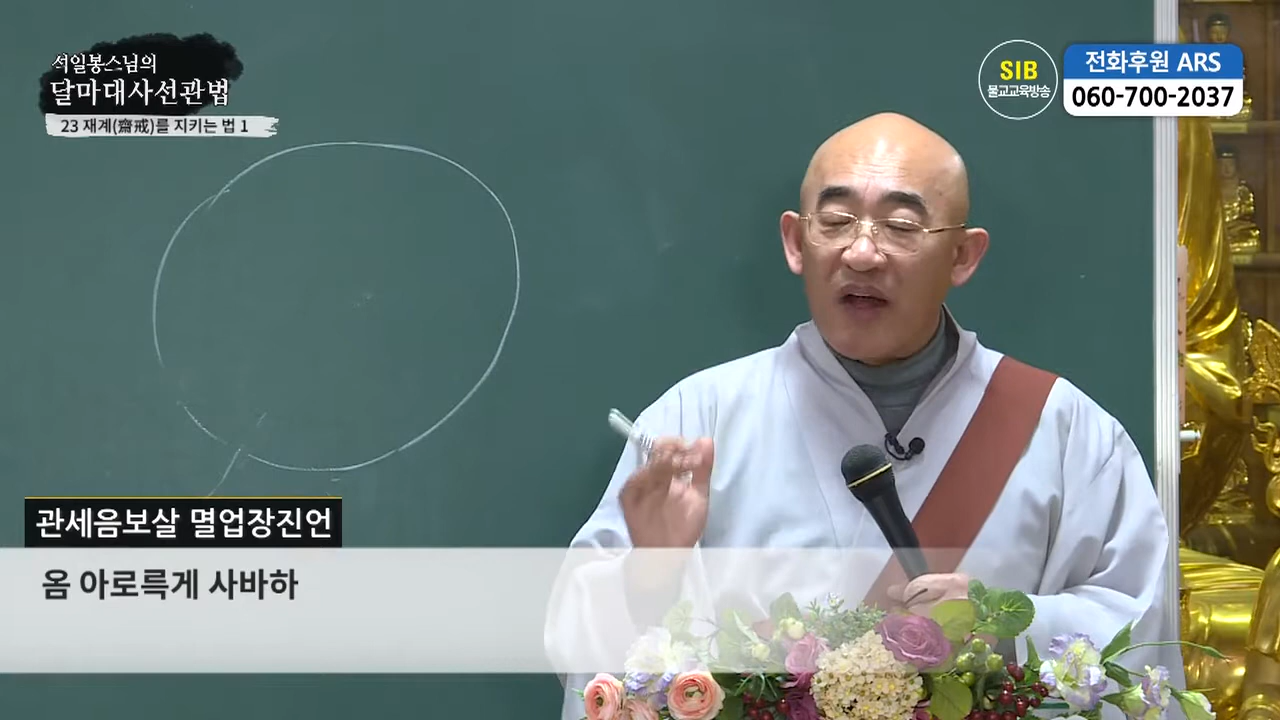 석일봉스님의
달마대사선관법
23 재계(齋戒)를 지키는 법 1
SIB
불교교육방송
전화후원 ARS
060-700-2037
관세음보살 멸업장진언
옴 아로륵게 사바하